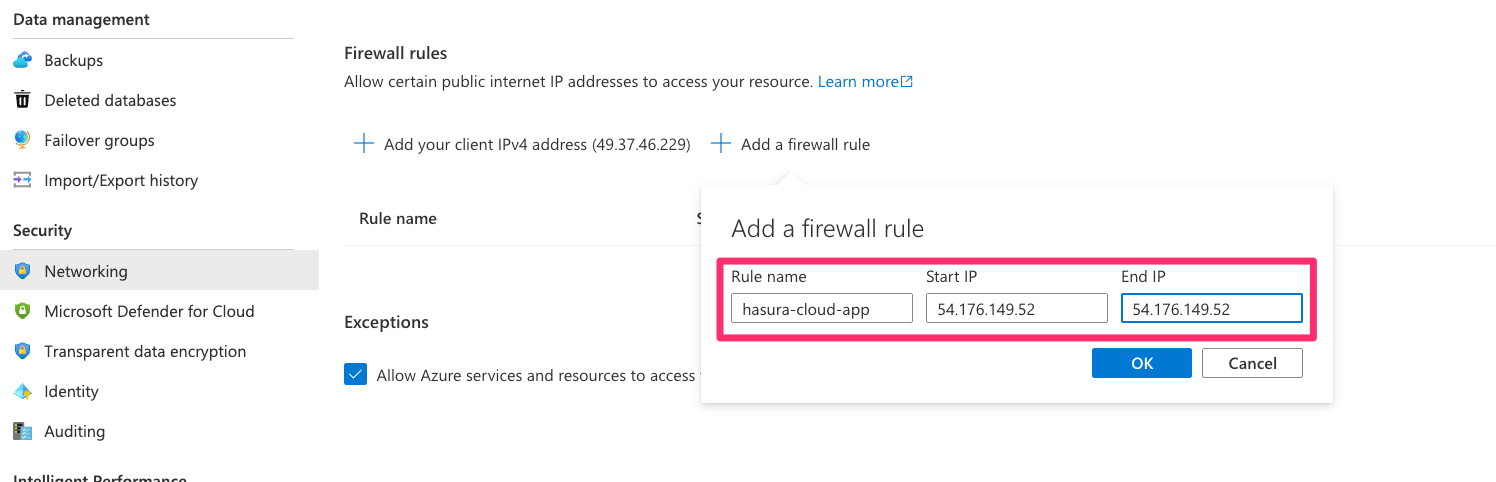 Data management
Backups
Deleted databases
Failover groups
Import/Export history
Security
Networking
Microsoft Defender for Cloud
Transparent data encryption
Identity
Auditing
Intelligent Performance
Firewall rules
Allow certain public internet IP addresses to access your resource. Learn more
Add your client IPv4 address (49.37.46.229) Add a firewall rule
Rule name
Add a firewall rule
Rule name Start IP End IP
hasura-cloud-app 54.176.149.52 54.176.149.52
OK Cancel
Exceptions
Allow Azure services and resources to access